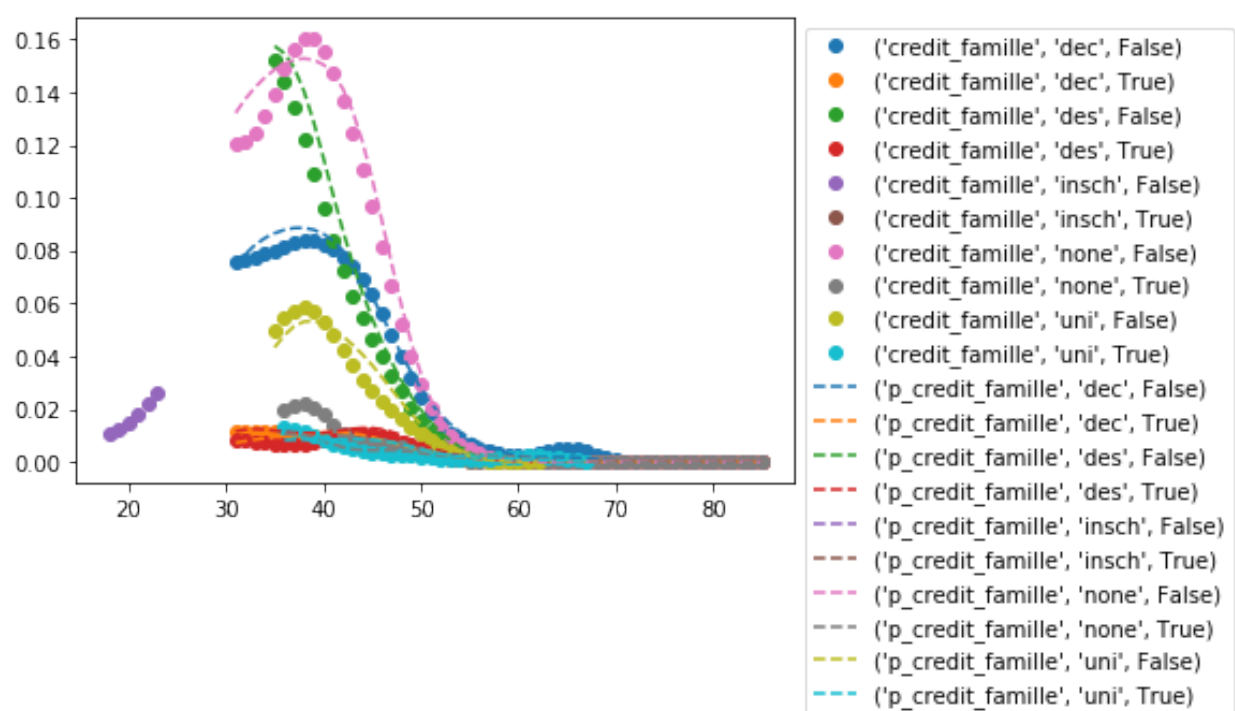 0.16
0.14
0.12
0.10
0.08
0.06
0.04
0.02
0.00
20 30 40 50 60 70 80
('credit_famille', 'dec', False)
('credit_famille', 'dec', True)
('credit_famille', 'des', False)
('credit_famille', 'des', True)
('credit_famille', 'insch', False)
('credit_famille', 'insch', True)
('credit_famille', 'none', False)
('credit_famille', 'none', True)
('credit_famille', 'uni', False)
('credit_famille', 'uni', True)
('p_credit_famille', 'dec', False)
('p_credit_famille', 'dec', True)
('p_credit_famille', 'des', False)
('p_credit_famille', 'des', True)
('p_credit_famille', 'insch', False)
('p_credit_famille', 'insch', True)
('p_credit_famille', 'none', False)
('p_credit_famille', 'none', True)
('p_credit_famille', 'uni', False)
('p_credit_famille', 'uni', True)